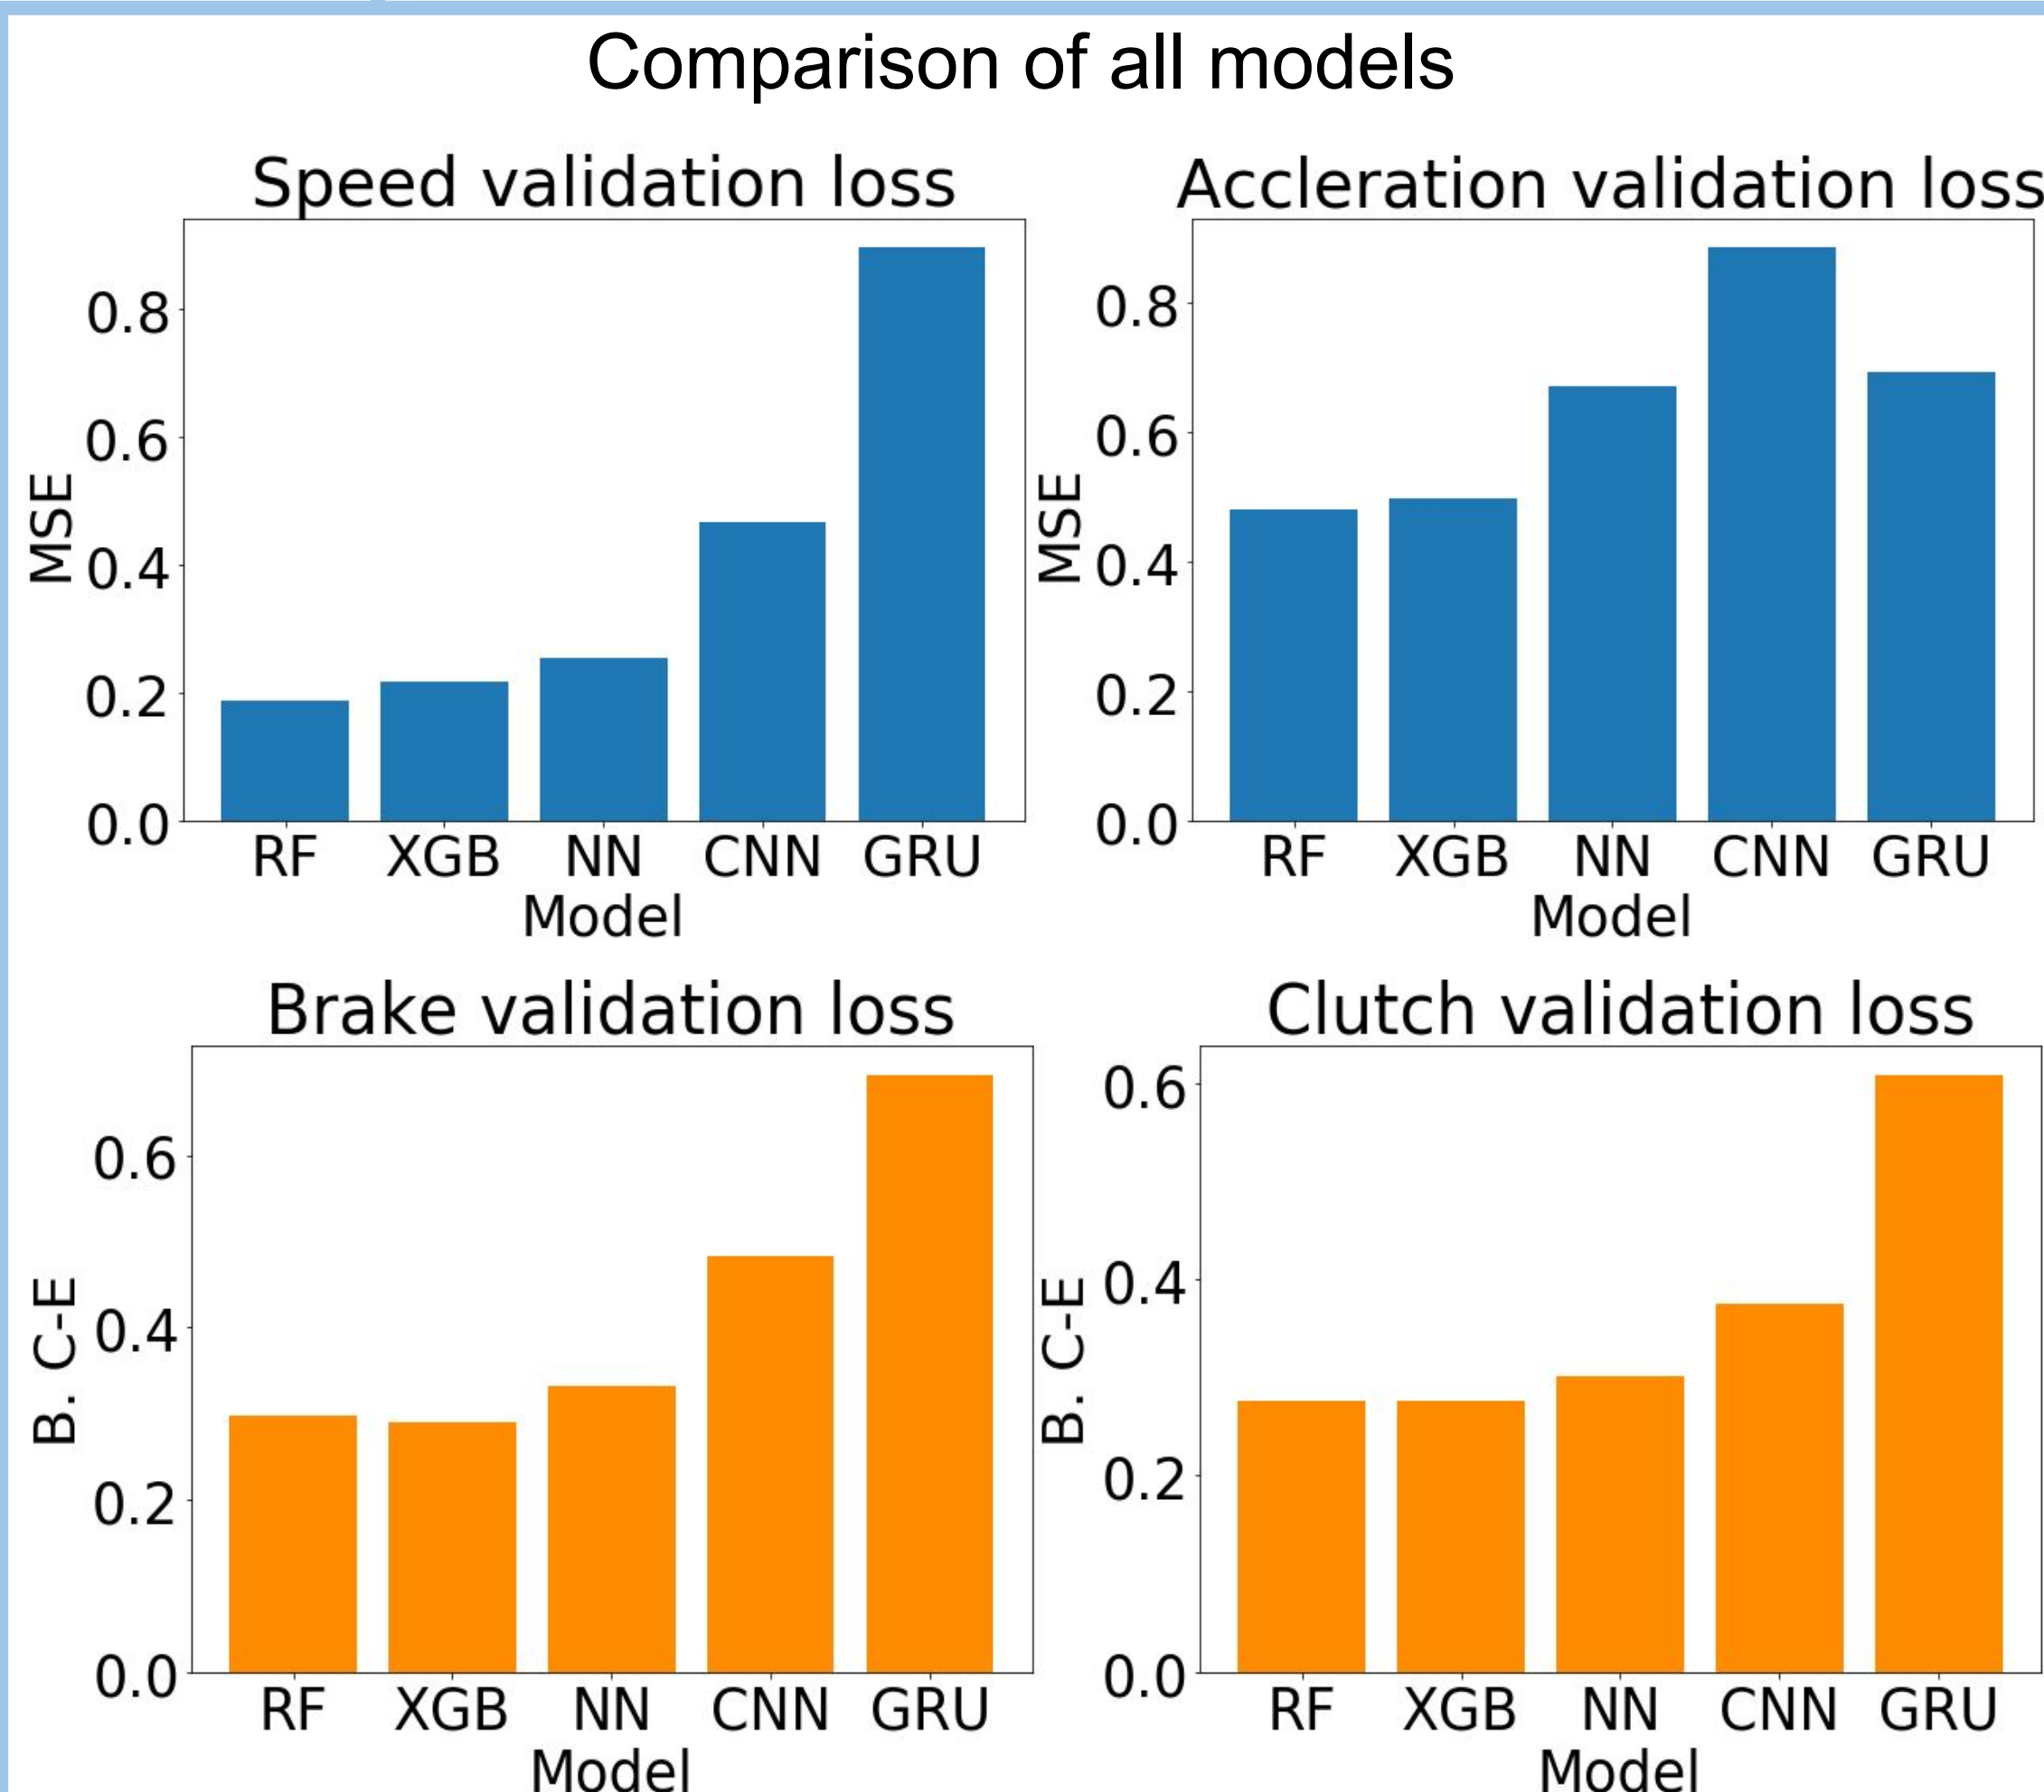 Comparison of all models
Speed validation loss
MSE
0.8
0.6
0.4
0.2
0.0
RF XGB NN CNN GRU
Model
Accleration validation loss
MSE
0.8
0.6
0.4
0.2
0.0
RF XGB NN CNN GRU
Model
Brake validation loss
B. C-E
0.6
0.4
0.2
0.0
RF XGB NN CNN GRU
Model
Clutch validation loss
B. C-E
0.6
0.4
0.2
0.0
RF XGB NN CNN GRU
Model